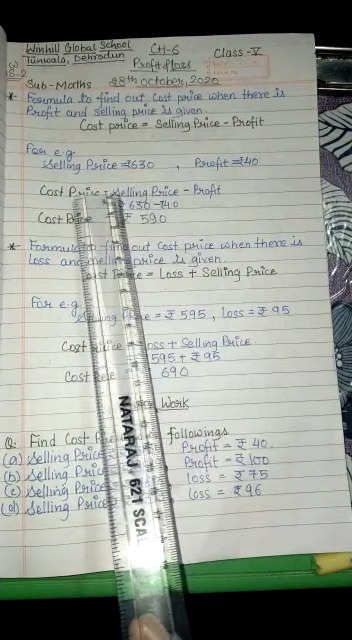 Winhill Global School CH-6 Class-V
Tunwala, Dehradun Profit & loss
Sub-Maths 28th October, 2020
* Formula to find out Cost price when there is
Profit and selling price is given.
Cost price = Selling Price - Profit
For e.g
Selling Price = ₹630 , Profit = ₹40
Cost Price = Selling Price - Profit
₹630 - ₹40
Cost Price ₹ 590
* Formula to find out Cost price when there is
loss and selling price is given.
Cost Price = Loss + Selling Price
For e.g
Selling Price = ₹ 595 , Loss = ₹ 95
Cost Price = Loss + Selling Price.
595 + ₹ 95
Cost 690
Work
Q: Find Cost followings
(a) Selling Price Profit = ₹ 40.
(b) Selling Price Profit = ₹ 100
(c) Selling Price loss = ₹ 75
(d) Selling Price loss = ₹ 96
NATARAJ 621 SCA